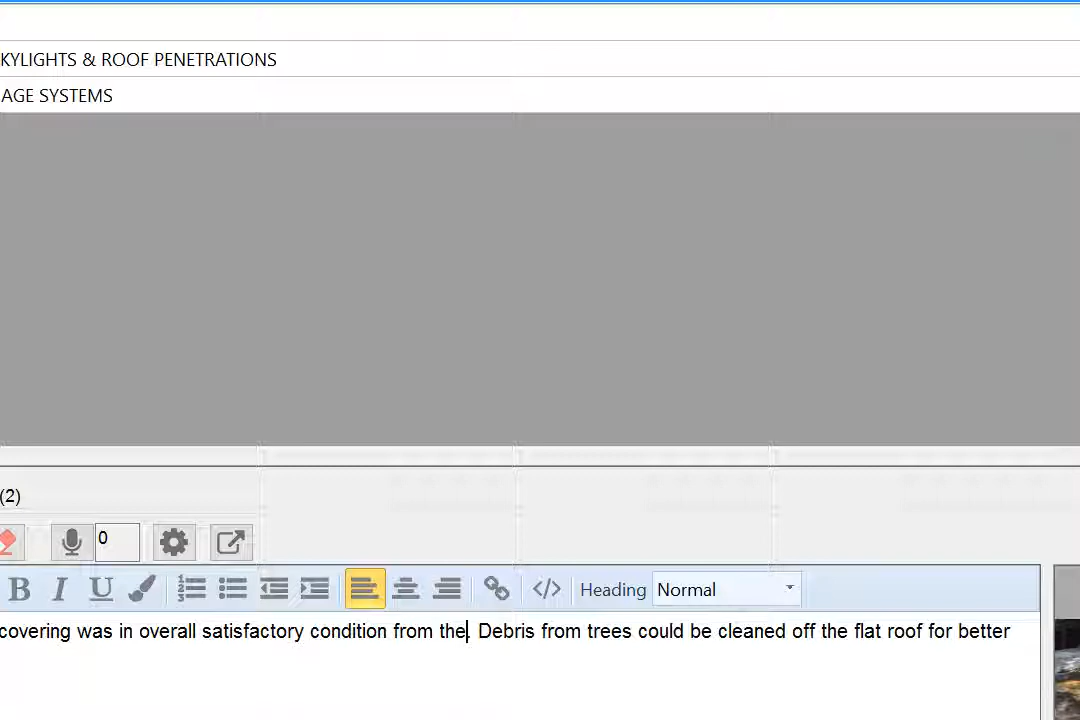 KYLIGHTS & ROOF PENETRATIONS
AGE SYSTEMS
(2)
0
B I U
Heading Normal
covering was in overall satisfactory condition from the. Debris from trees could be cleaned off the flat roof for better